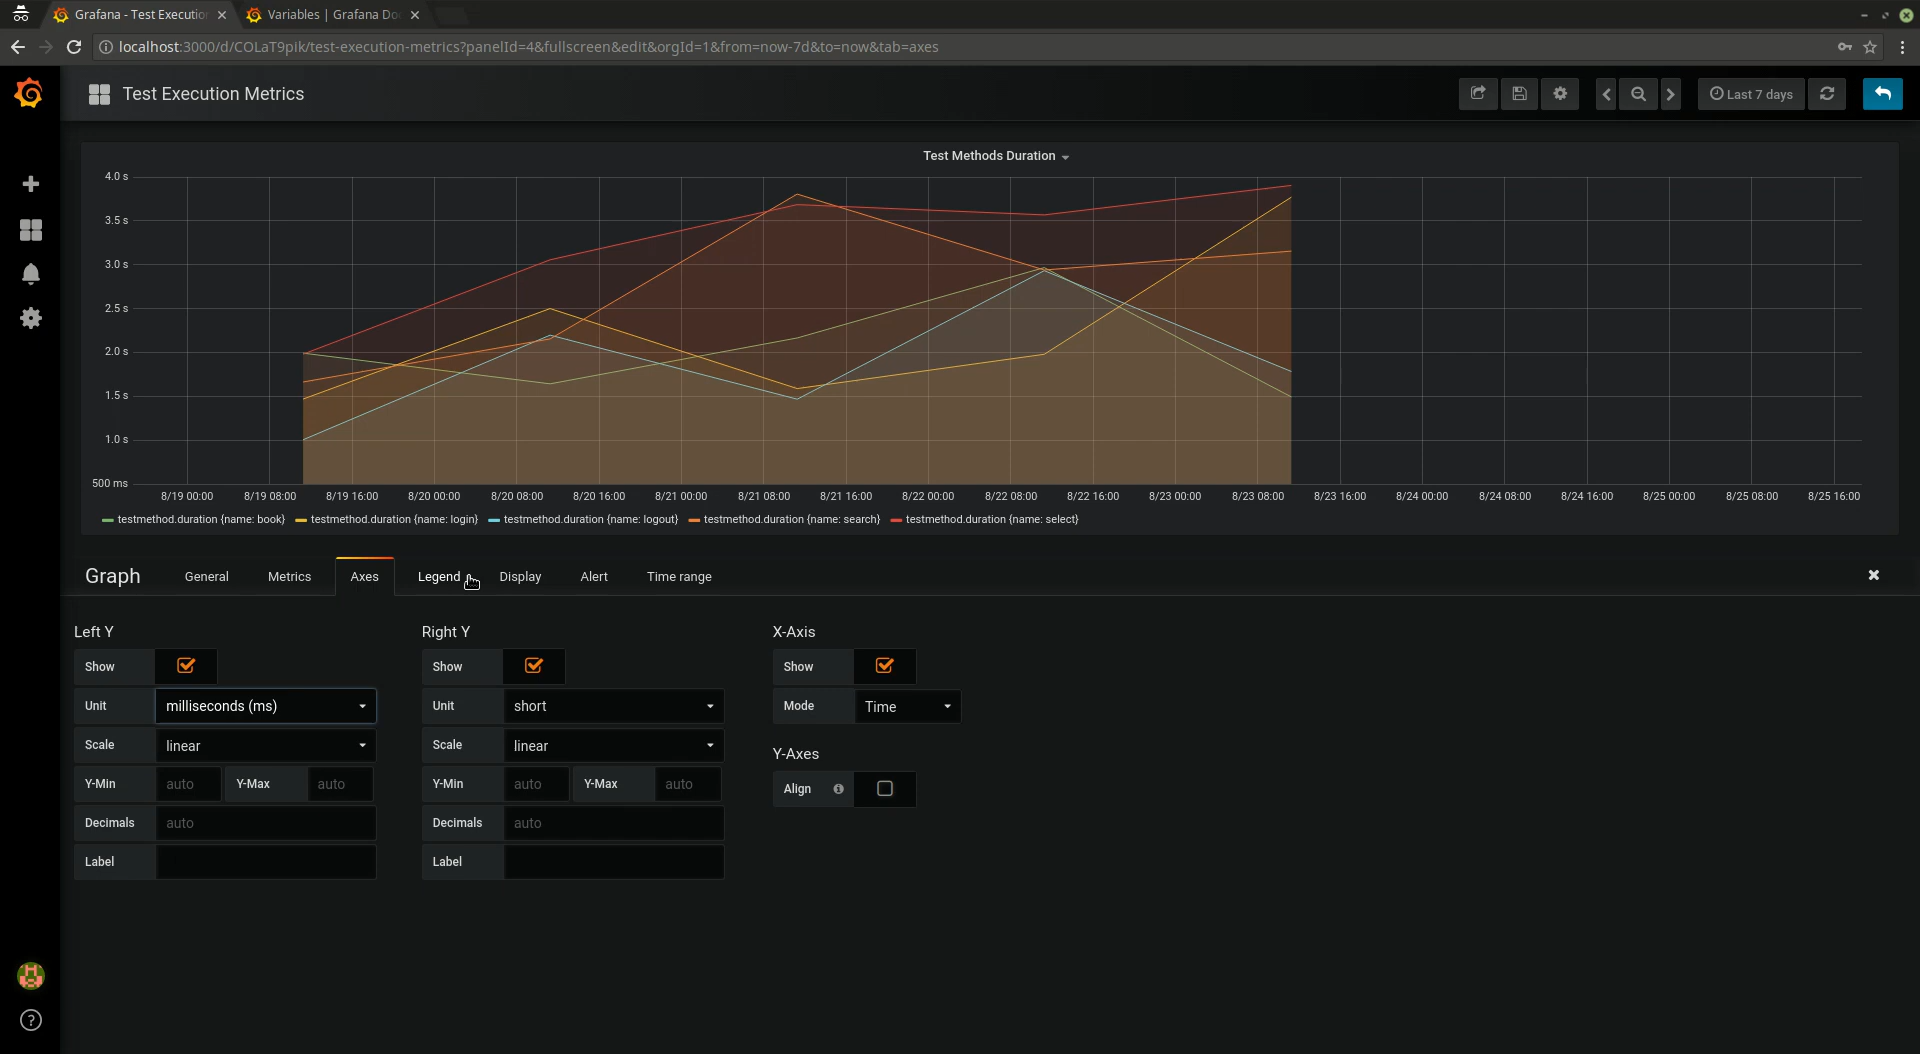 Grafana - Test Execution
Variables | Grafana Do
localhost:3000/d/COLaT9pik/test-execution-metrics?panelId=4&fullscreen&edit&orgId=1&from=now-7d&to=now&tab=axes
Test Execution Metrics
Last 7 days
Test Methods Duration
4.0 s
3.5 s
3.0 s
2.5 s
2.0 s
1.5 s
1.0 s
500 ms
8/19 00:00 8/19 08:00 8/19 16:00 8/20 00:00 8/20 08:00 8/20 16:00 8/21 00:00 8/21 08:00 8/21 16:00 8/22 00:00 8/22 08:00 8/22 16:00 8/23 00:00 8/23 08:00 8/23 16:00 8/24 00:00 8/24 08:00 8/24 16:00 8/25 00:00 8/25 08:00 8/25 16:00
testmethod.duration {name: book} testmethod.duration {name: login} testmethod.duration {name: logout} testmethod.duration {name: search} testmethod.duration {name: select}
Graph General Metrics Axes Legend Display Alert Time range
Left Y
Show
Unit milliseconds (ms)
Scale linear
Y-Min auto Y-Max auto
Decimals auto
Label
Right Y
Show
Unit short
Scale linear
Y-Min auto Y-Max auto
Decimals auto
Label
X-Axis
Show
Mode Time
Y-Axes
Align